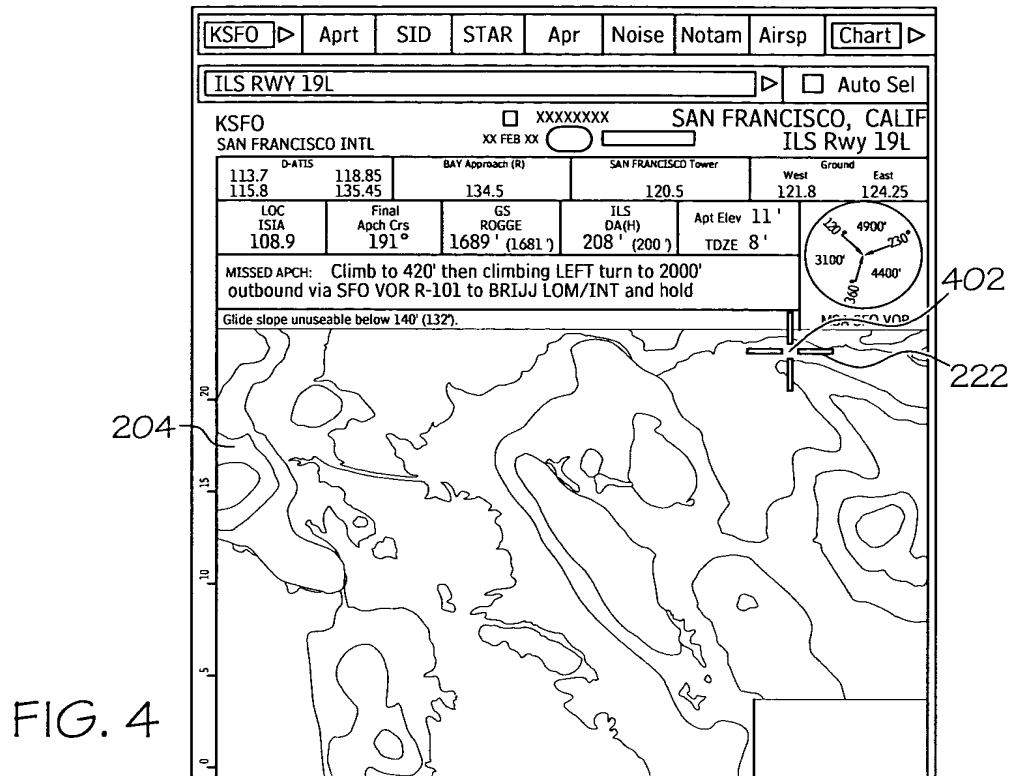 KSFO Aprt SID STAR Apr Noise Notam Airsp Chart
ILS RWY 19L Auto Sel
KSFO XXXXXXXX SAN FRANCISCO, CALIF
SAN FRANCISCO INTL XX FEB XX ILS Rwy 19L
D-ATIS BAY Approach (R) SAN FRANCISCO Tower Ground
West East
113.7 118.85
115.8 135.45 134.5 120.5 121.8 124.25
LOC Final GS ILS Apt Elev 11'
ISIA Apch Crs ROGGE DA(H)
108.9 191° 1689' (1681') 208' (200') TDZE 8'
120° 4900' 230°
3100' 4400'
360°
MISSED APCH: Climb to 420' then climbing LEFT turn to 2000'
outbound via SFO VOR R-101 to BRIJJ LOM/INT and hold
402
Glide slope unuseable below 140' (132'). MSA SFO VOR
222
20
204
15
10
5
0
FIG. 4